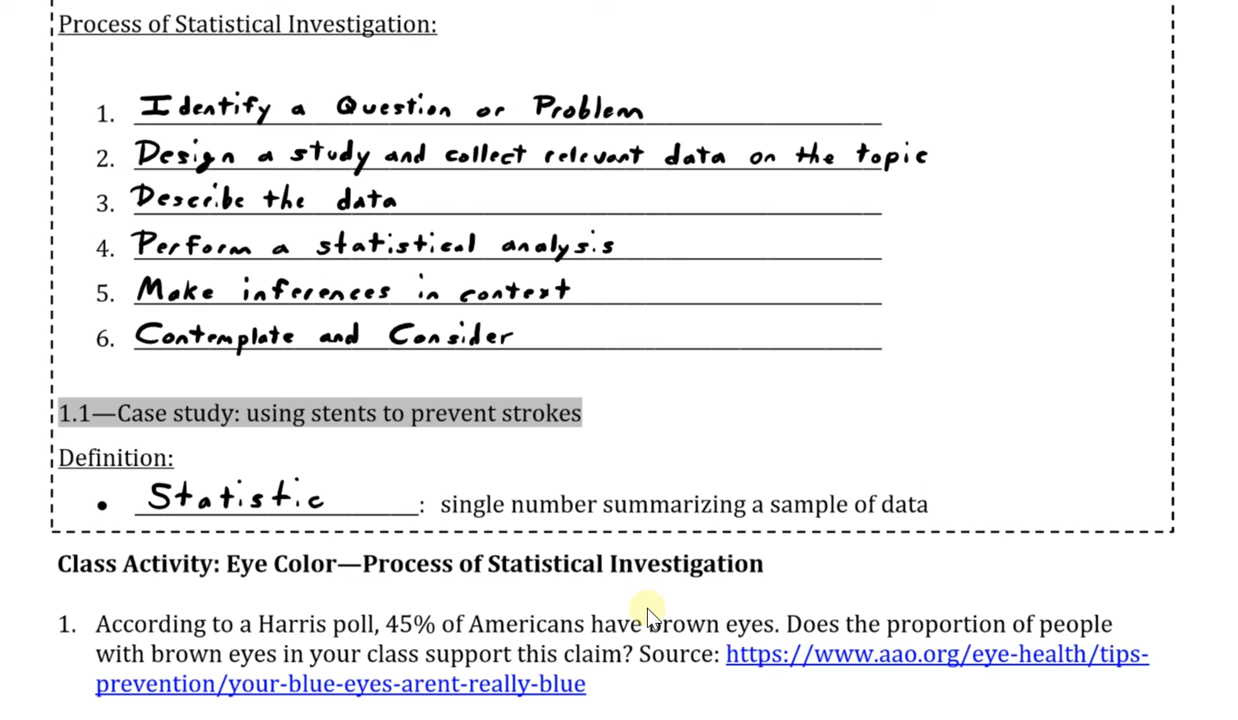 Process of Statistical Investigation:
1. Identify a Question or Problem
2. Design a study and collect relevant data on the topic
3. Describe the data
4. Perform a statistical analysis
5. Make inferences in context
6. Contemplate and Consider
1.1—Case study: using stents to prevent strokes
Definition:
• Statistic : single number summarizing a sample of data
Class Activity: Eye Color—Process of Statistical Investigation
1. According to a Harris poll, 45% of Americans have brown eyes. Does the proportion of people
with brown eyes in your class support this claim? Source: https://www.aao.org/eye-health/tips-
prevention/your-blue-eyes-arent-really-blue